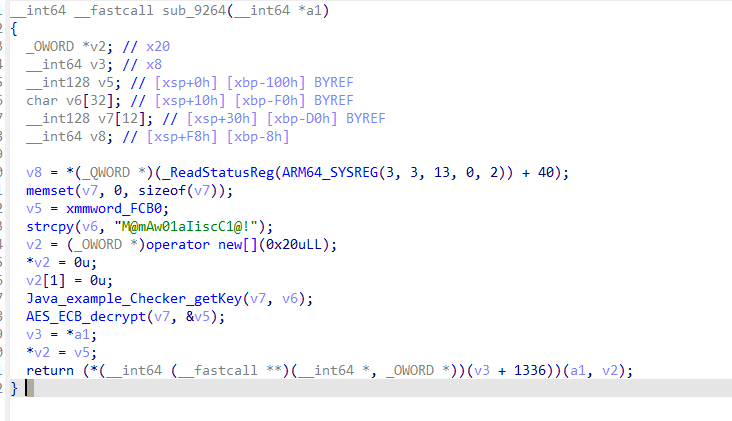 __int64 __fastcall sub_9264(__int64 *a1)
{
  _OWORD *v2; // x20
  __int64 v3; // x8
  __int128 v5; // [xsp+0h] [xbp-100h] BYREF
  char v6[32]; // [xsp+10h] [xbp-F0h] BYREF
  __int128 v7[12]; // [xsp+30h] [xbp-D0h] BYREF
  __int64 v8; // [xsp+F8h] [xbp-8h]

  v8 = *(_QWORD *)(_ReadStatusReg(ARM64_SYSREG(3, 3, 13, 0, 2)) + 40);
  memset(v7, 0, sizeof(v7));
  v5 = xmmword_FCB0;
  strcpy(v6, "M@mAw01aIiscC1@!");
  v2 = (_OWORD *)operator new[](0x20uLL);
  *v2 = 0u;
  v2[1] = 0u;
  Java_example_Checker_getKey(v7, v6);
  AES_ECB_decrypt(v7, &v5);
  v3 = *a1;
  *v2 = v5;
  return (*(__int64 (__fastcall **)(__int64 *, _OWORD *))(v3 + 1336))(a1, v2);
}